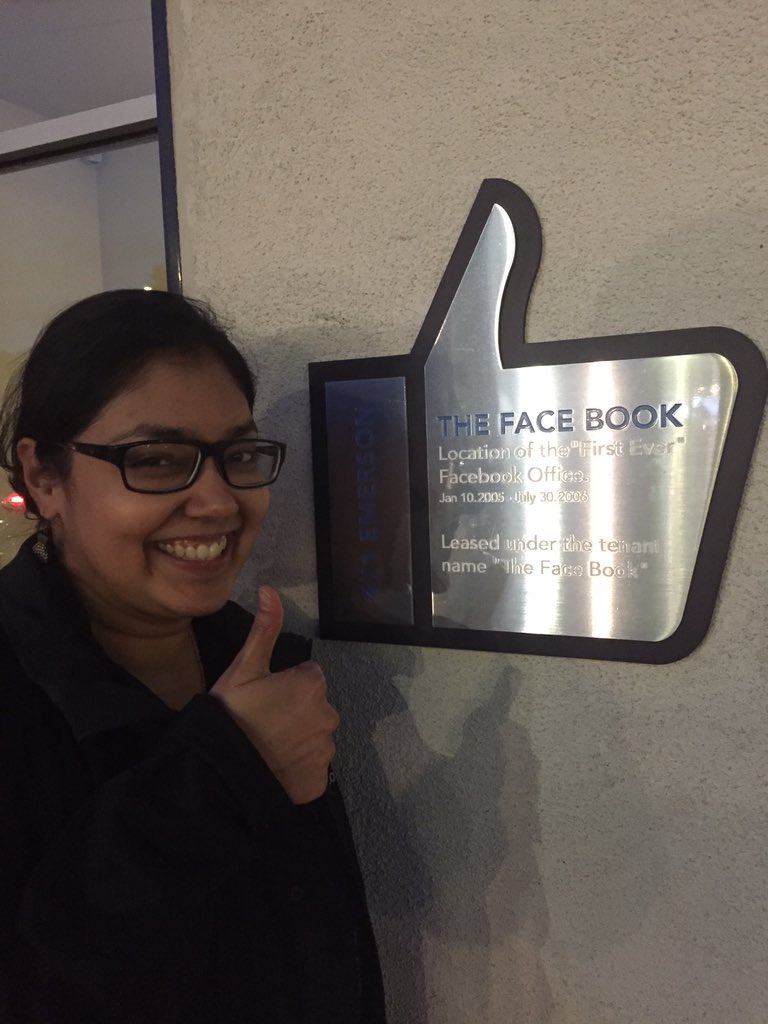 THE FACE BOOK
Location of the "First Ever"
Facebook Office.
Jan 10.2005 - July 30.2006
Leased under the tenant
name "The Face Book"
EMERSON